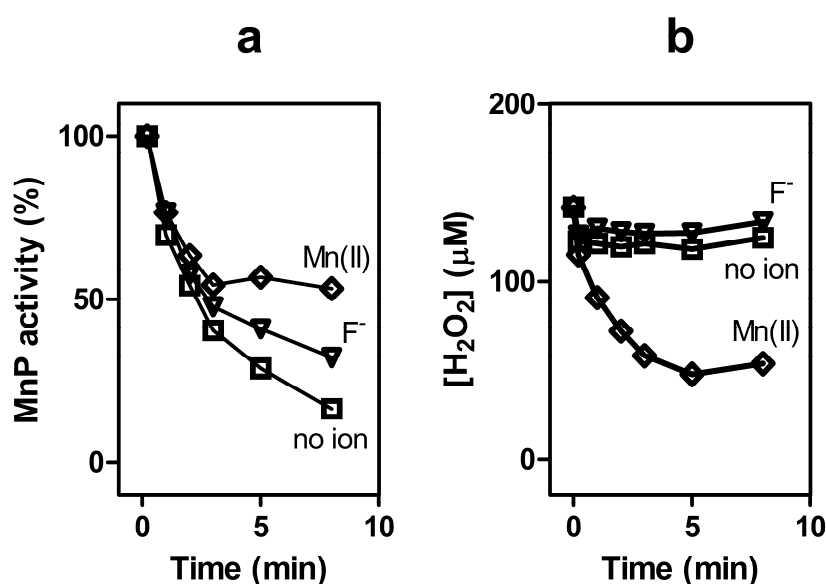 a
b
MnP activity (%)
100
50
0
Mn(II)
F⁻
no ion
0
5
10
Time (min)
[H₂O₂] (μM)
200
100
0
F⁻
no ion
Mn(II)
0
5
10
Time (min)